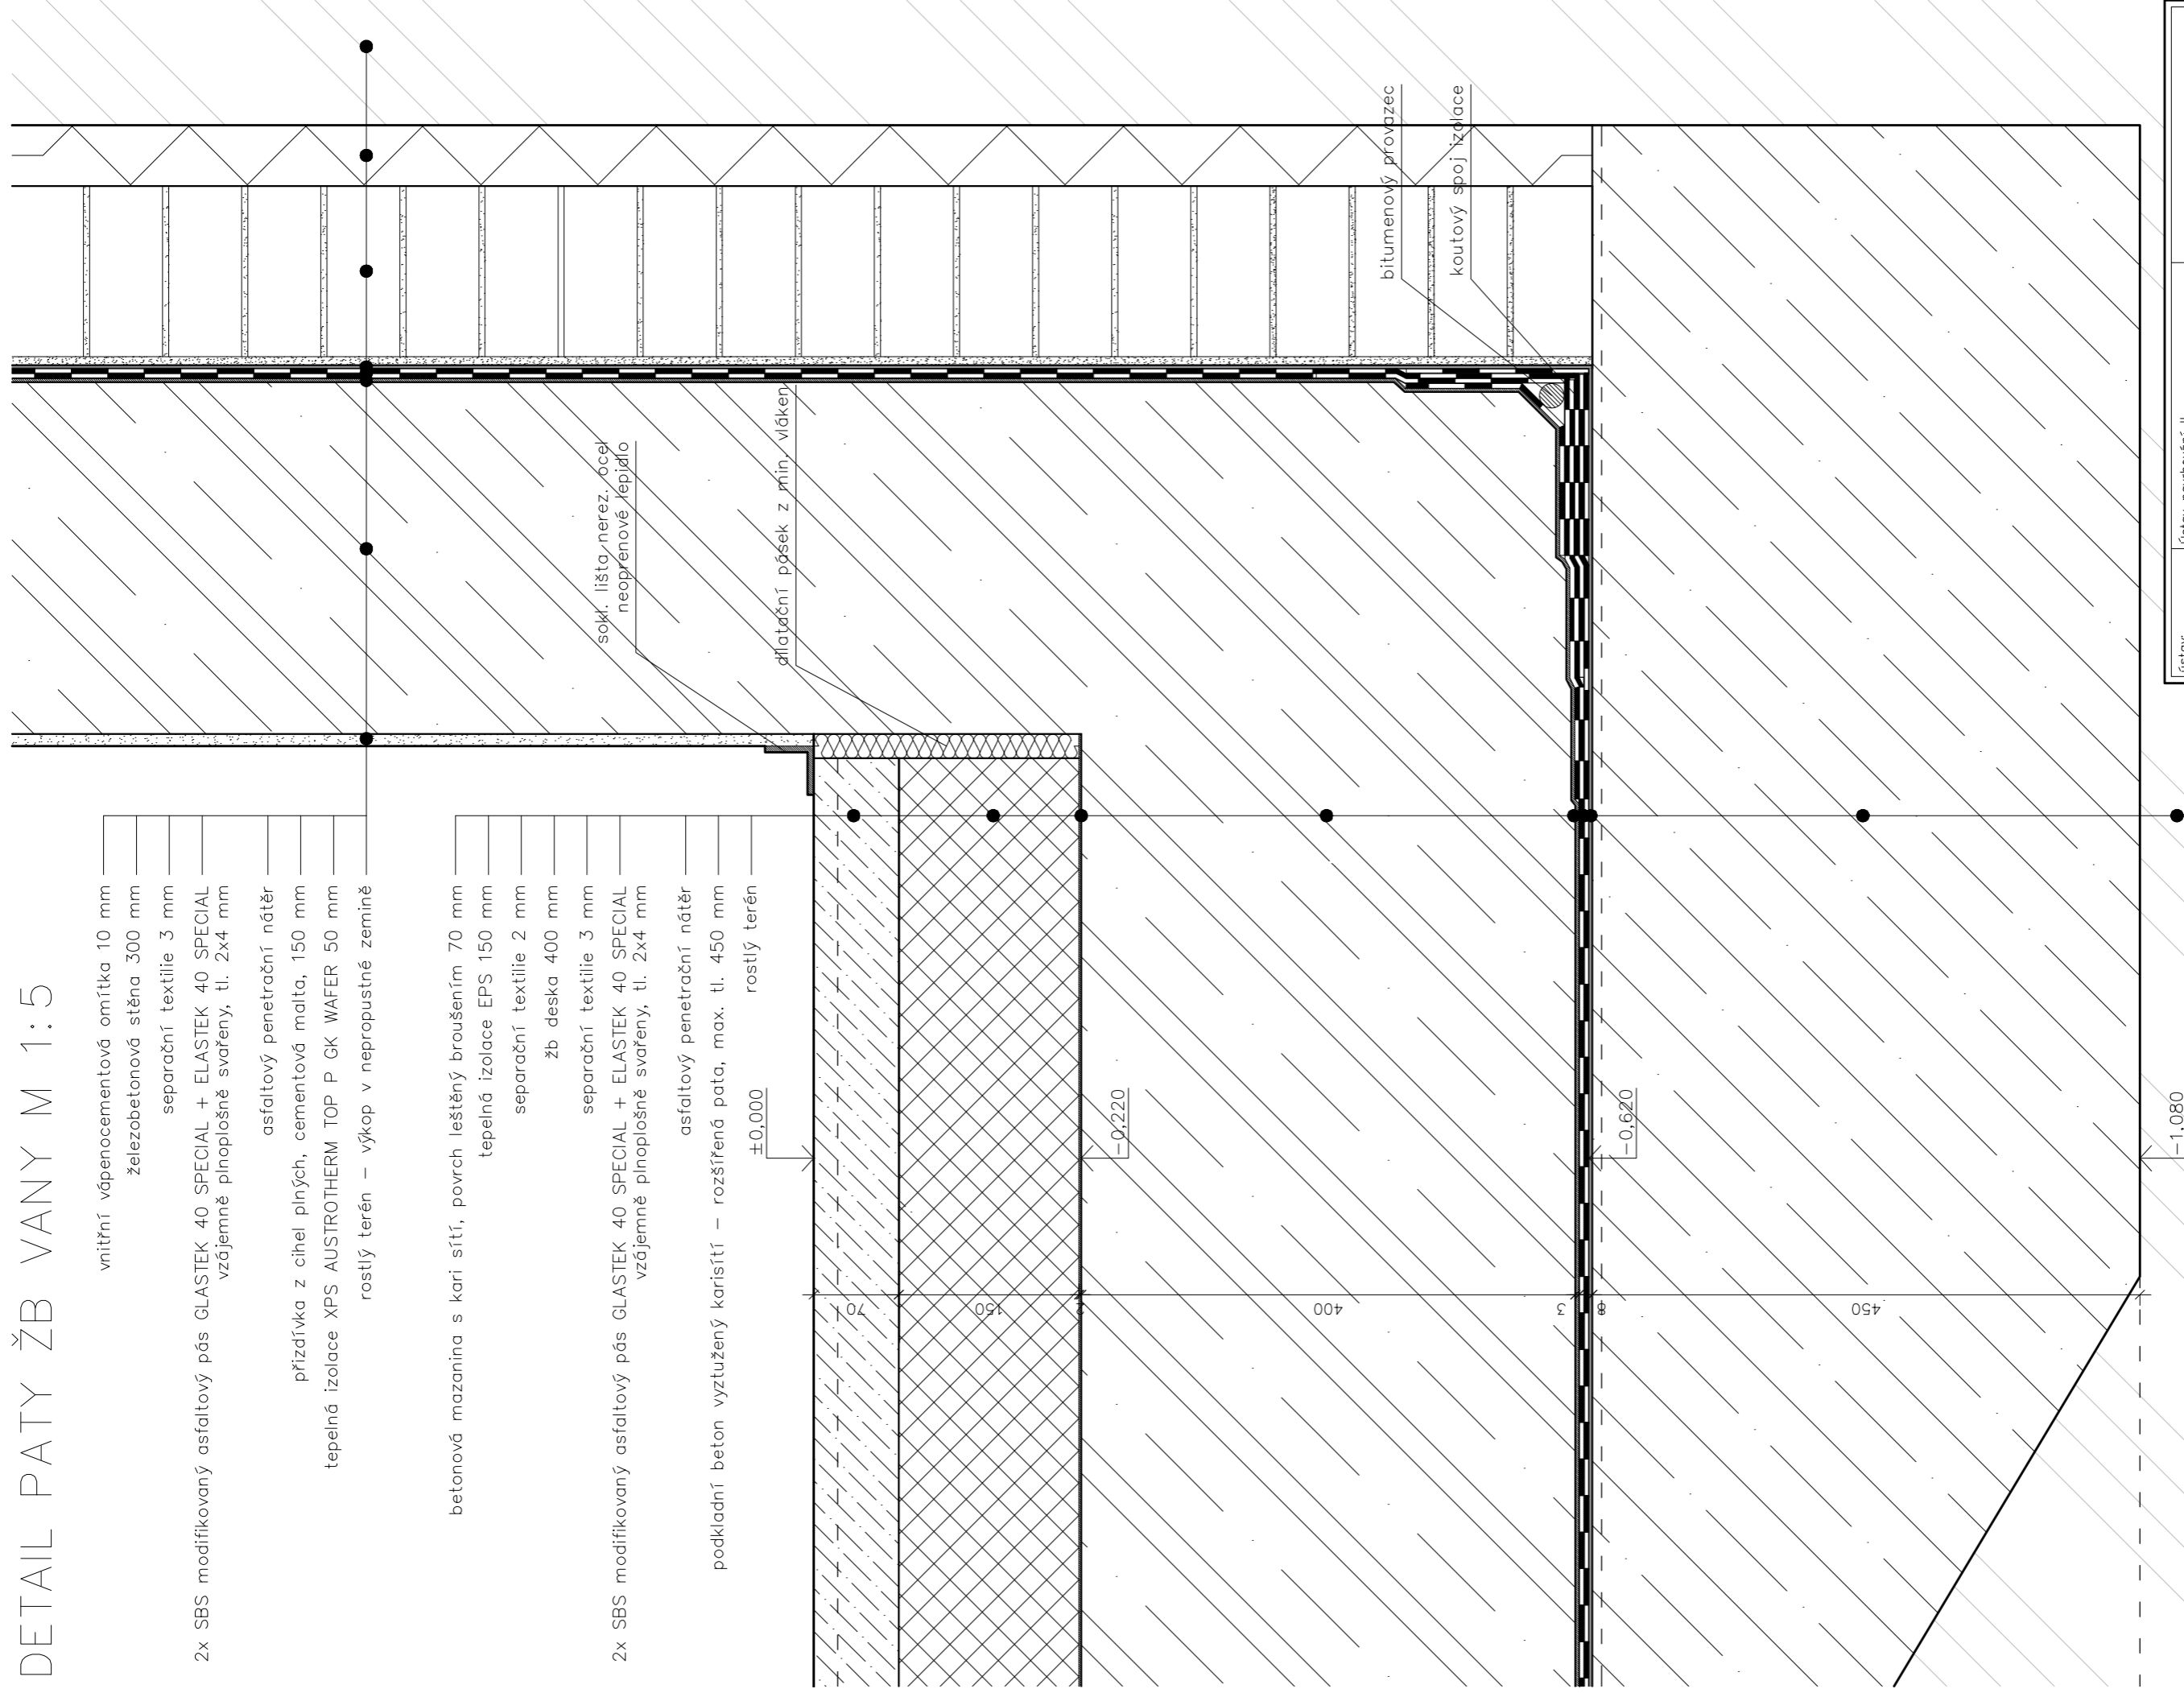 DETAIL PATY ŽB VANY M 1:5
vnitřní vápenocementová omítka 10 mm
železobetonová stěna 300 mm
separační textilie 3 mm
2x SBS modifikovaný asfaltový pás GLASTEK 40 SPECIAL + ELASTEK 40 SPECIAL
vzájemně plnoplošně svařeny, tl. 2x4 mm
asfaltový penetrační nátěr
přizdívka z cihel plných, cementová malta, 150 mm
tepelná izolace XPS AUSTROTHERM TOP P GK WAFER 50 mm
rostlý terén – výkop v nepropustné zemině
betonová mazanina s kari sítí, povrch leštěný broušením 70 mm
tepelná izolace EPS 150 mm
separační textilie 2 mm
žb deska 400 mm
separační textilie 3 mm
2x SBS modifikovaný asfaltový pás GLASTEK 40 SPECIAL + ELASTEK 40 SPECIAL
vzájemně plnoplošně svařeny, tl. 2x4 mm
asfaltový penetrační nátěr
podkladní beton vyztužený karisití – rozšířená pata, max. tl. 450 mm
rostlý terén
sokl. lišta nerez. ocel
neoprenové lepidlo
dilatační pásek z min. vláken
bitumenový provazec
koutový spoj izolace
±0,000
-0,220
-0,620
-1,080
70
150
2
400
3
8
450